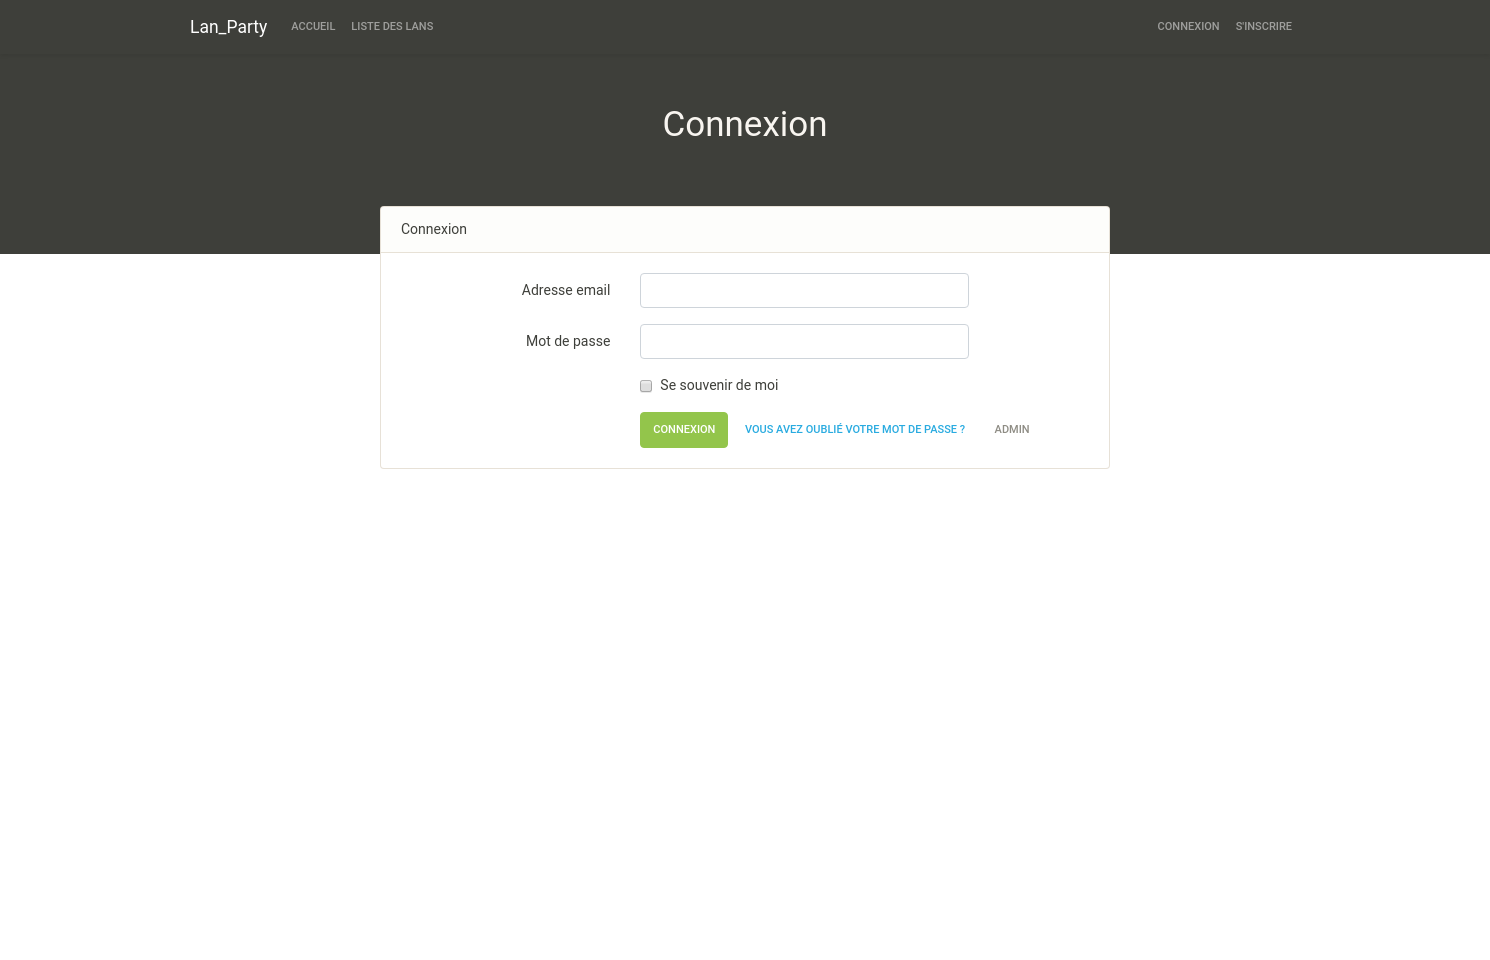 Lan_Party ACCUEIL LISTE DES LANS CONNEXION S'INSCRIRE
Connexion
Connexion
Adresse email
Mot de passe
Se souvenir de moi
CONNEXION VOUS AVEZ OUBLIÉ VOTRE MOT DE PASSE ? ADMIN